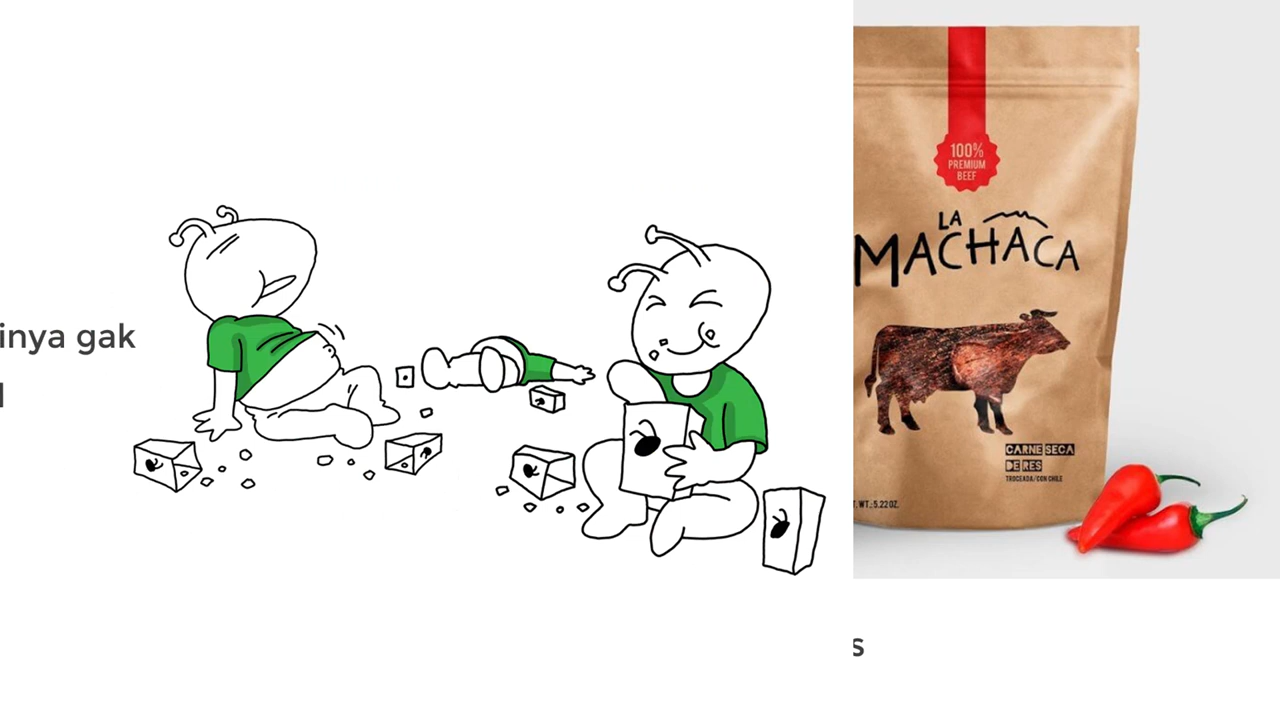 inya gak
100%
PREMIUM
BEEF
LA
MACHACA
CARNE SECA
DE RES
TROCEADA/CON CHILE
T. WT.: 5.22 OZ.
s